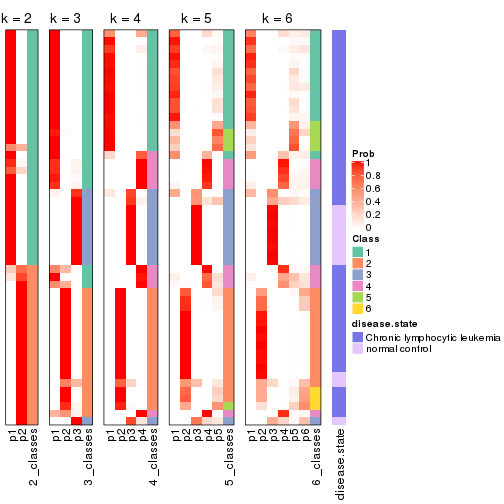 k = 2 k = 3 k = 4 k = 5 k = 6
Prob
1
0.8
0.6
0.4
0.2
0
Class
1
2
3
4
5
6
disease.state
Chronic lymphocytic leukemia
normal control
p1 p2 2_classes p1 p2 p3 3_classes p1 p2 p3 p4 4_classes p1 p2 p3 p4 p5 5_classes p1 p2 p3 p4 p5 p6 6_classes disease.state